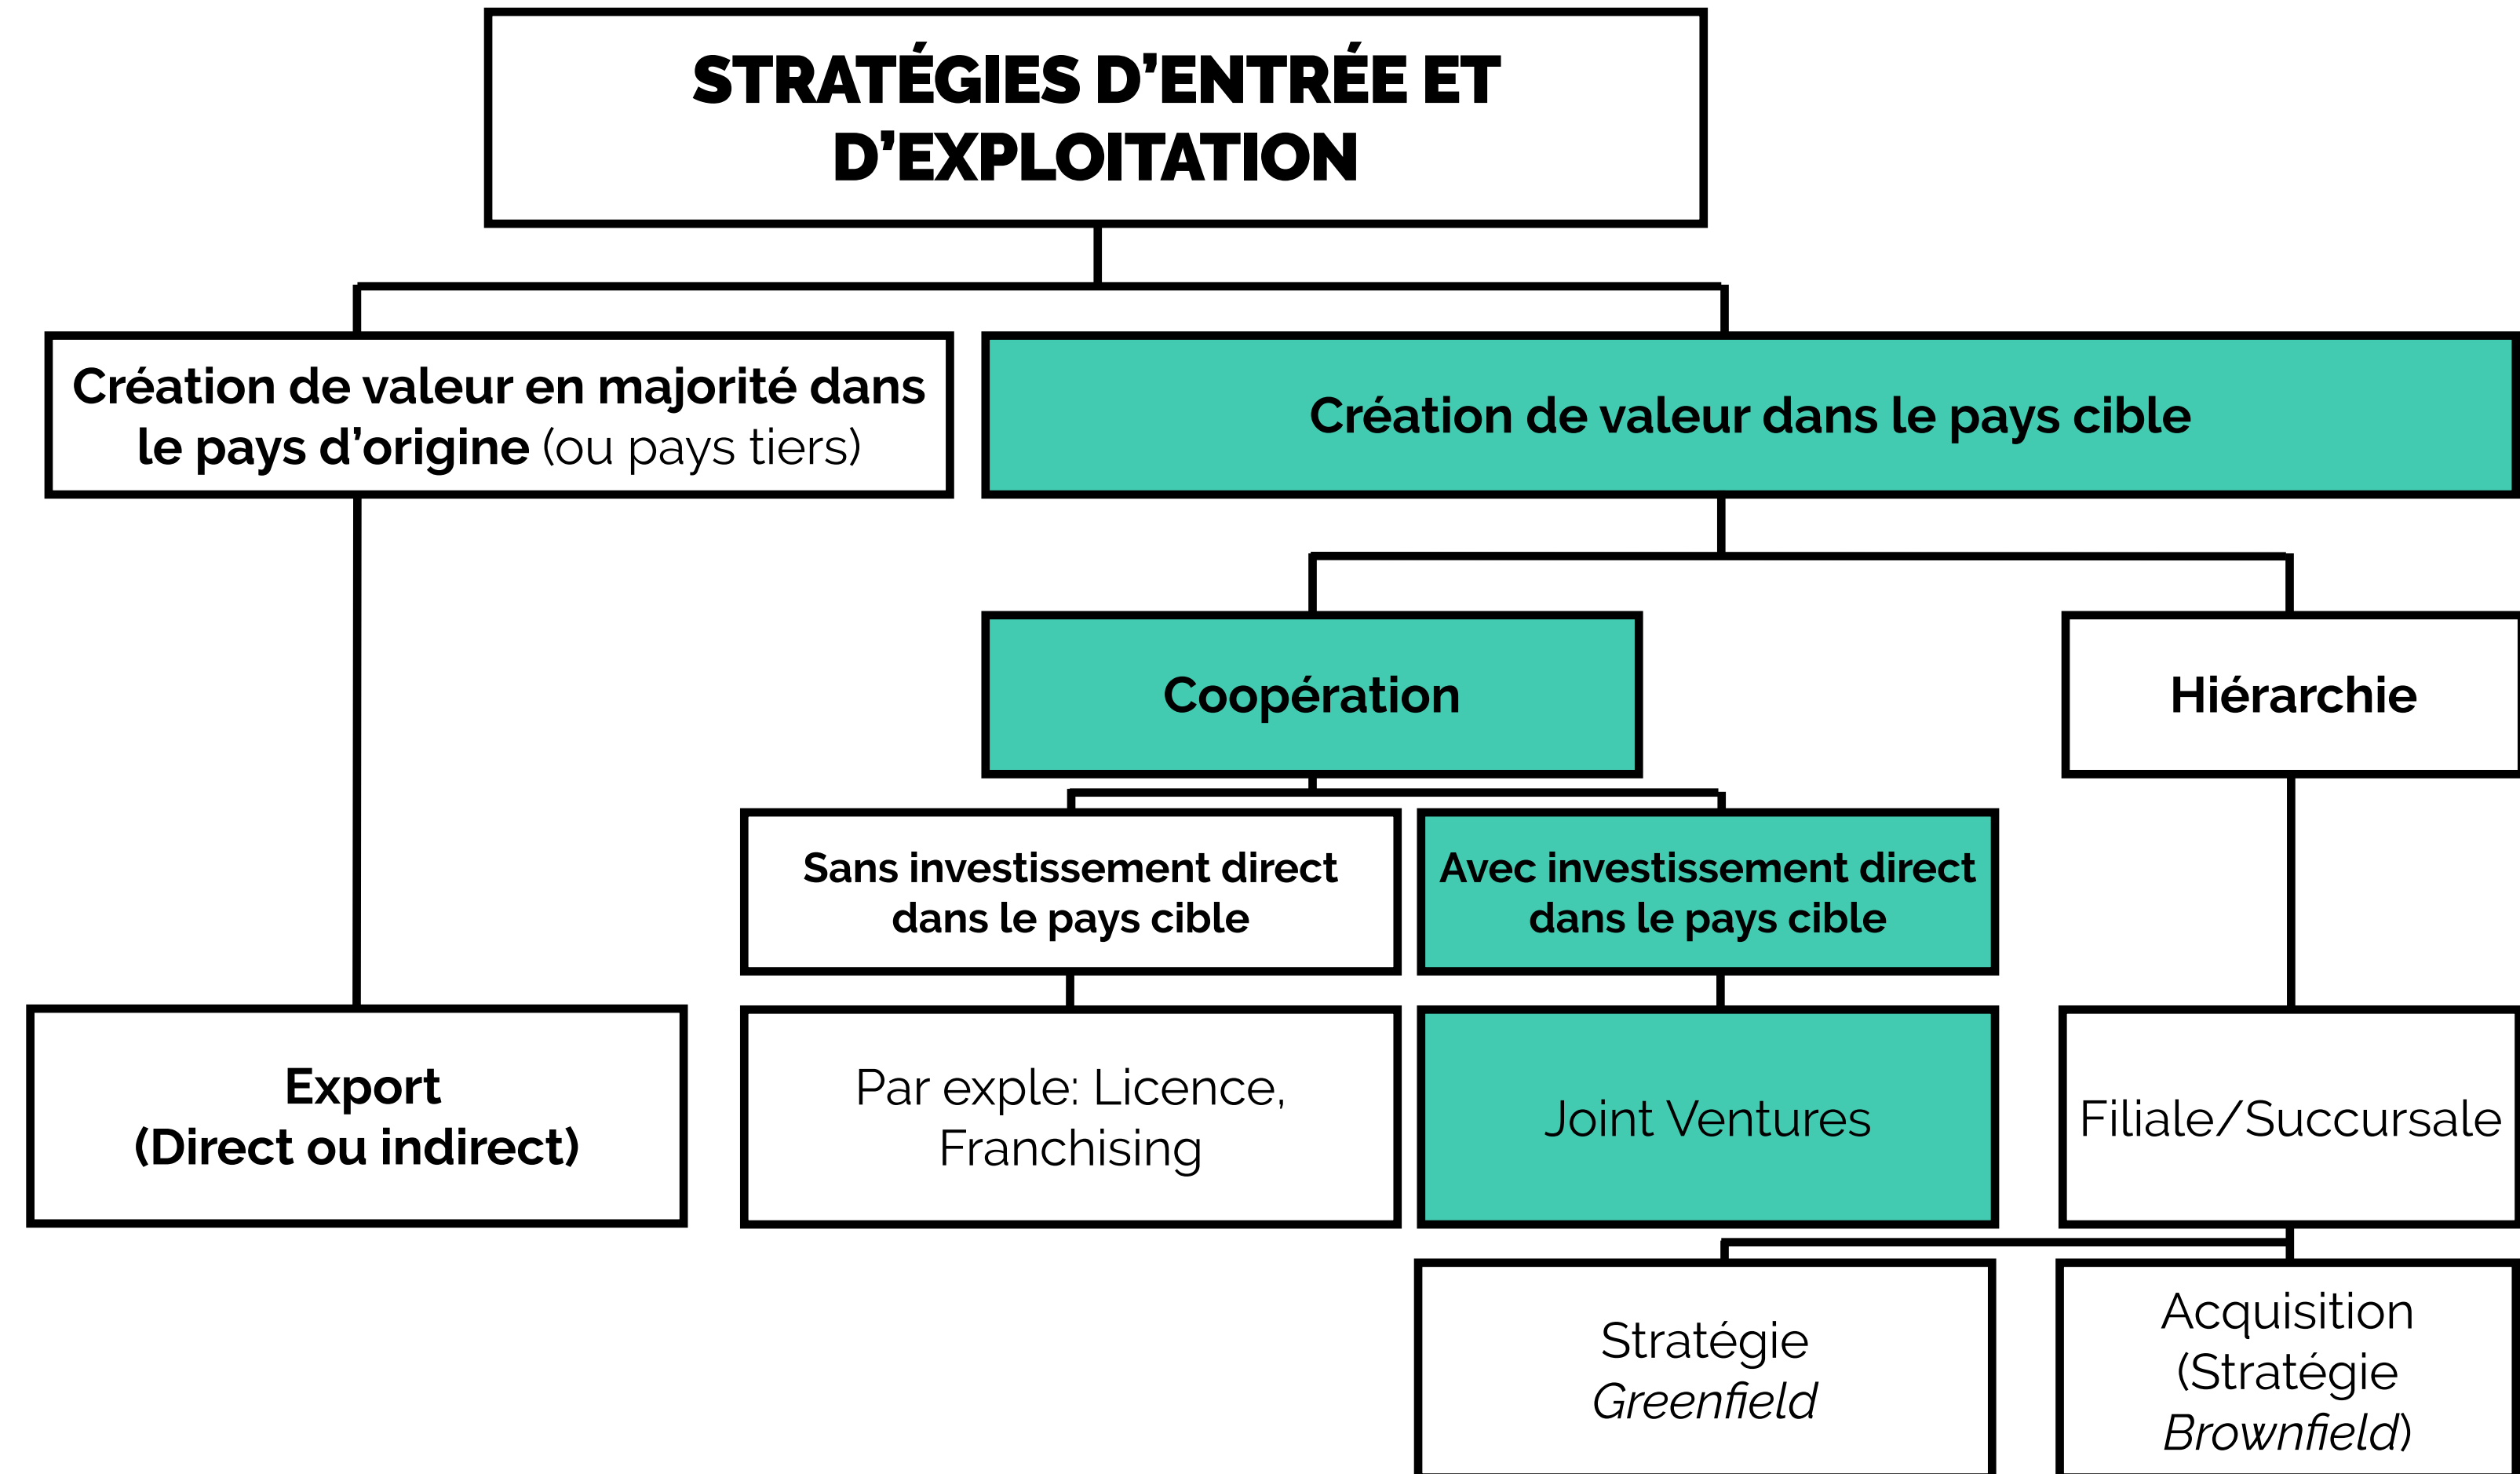 STRATÉGIES D’ENTRÉE ET
D’EXPLOITATION
Création de valeur en majorité dans
le pays d’origine (ou pays tiers)
Création de valeur dans le pays cible
Coopération
Hiérarchie
Sans investissement direct
dans le pays cible
Avec investissement direct
dans le pays cible
Export
(Direct ou indirect)
Par exple: Licence,
Franchising
Joint Ventures
Filiale/Succursale
Stratégie
Greenfield
Acquisition
(Stratégie
Brownfield)